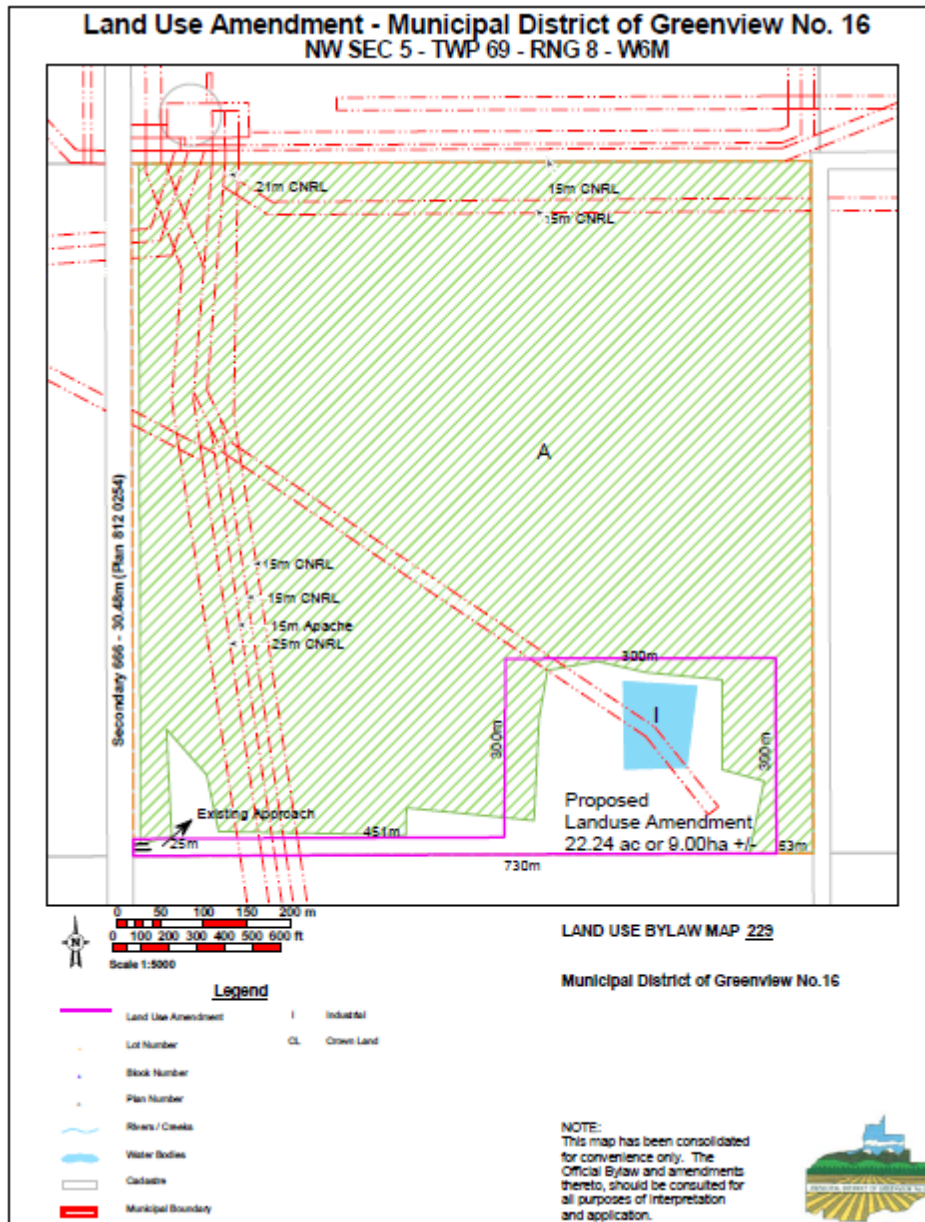 Land Use Amendment - Municipal District of Greenview No. 16
NW SEC 5 - TWP 69 - RNG 8 - W6M
21m CNRL
15m CNRL
15m CNRL
A
Secondary 666 - 30.48m (Plan 812 0254)
15m CNRL
15m CNRL
15m Apache
25m CNRL
300m
I
300m
300m
Proposed
Landuse Amendment
22.24 ac or 9.00ha +/-
Existing Approach
451m
25m
53m
730m
0 50 100 150 200 m
0 100 200 300 400 500 600 ft
Scale 1:5000
N
LAND USE BYLAW MAP 229
Municipal District of Greenview No.16
Legend
Land Use Amendment
I Industrial
Lot Number
CL Crown Land
Block Number
Plan Number
Rivers / Creeks
Water Bodies
Cadastre
Municipal Boundary
NOTE:
This map has been consolidated
for convenience only. The
Official Bylaw and amendments
thereto, should be consulted for
all purposes of interpretation
and application.
MUNICIPAL DISTRICT OF GREENVIEW